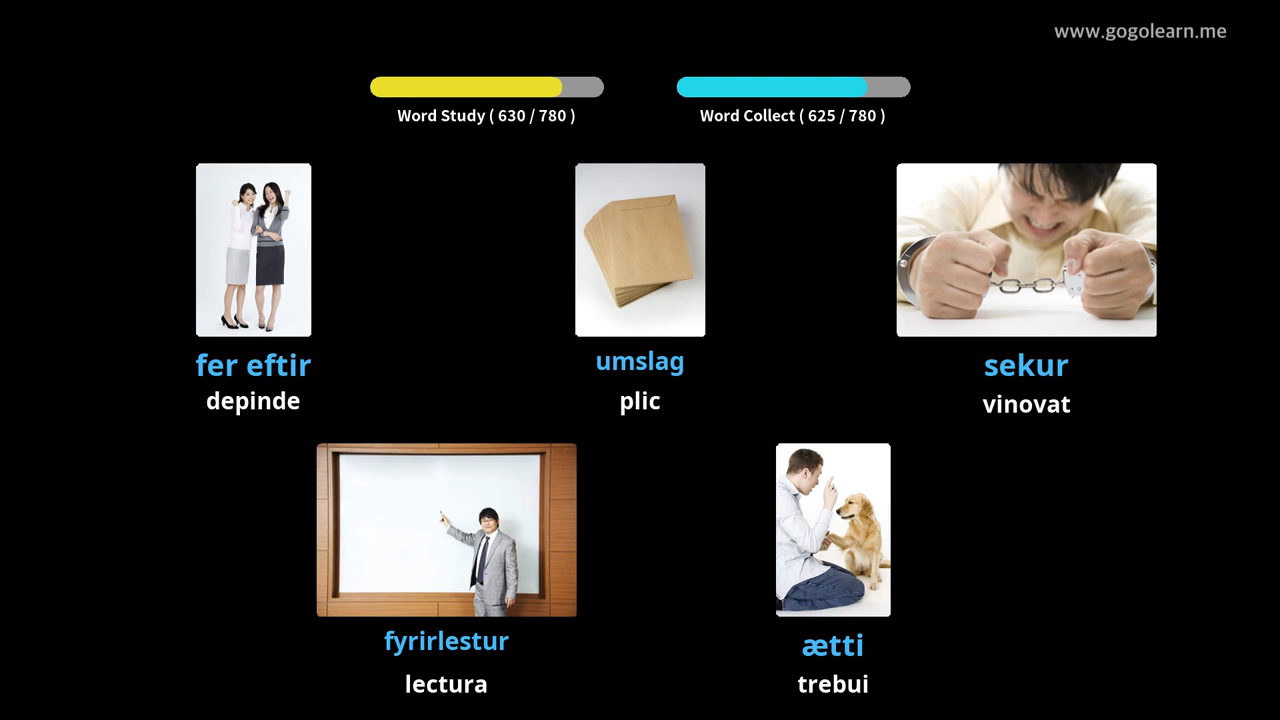 www.gogolearn.me
Word Study ( 630 / 780 )
Word Collect ( 625 / 780 )
fer eftir
depinde
umslag
plic
sekur
vinovat
fyrirlestur
lectura
ætti
trebui